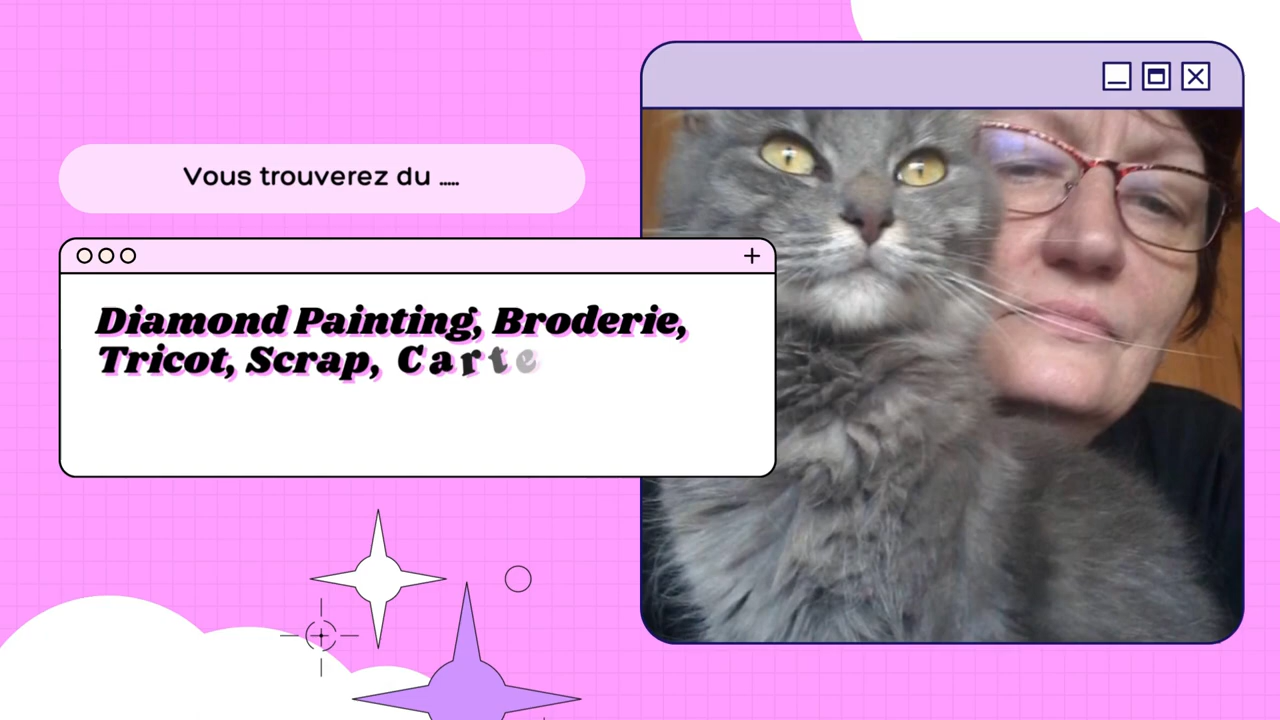 Vous trouverez du .....
Diamond Painting, Broderie,
Tricot, Scrap, Carte